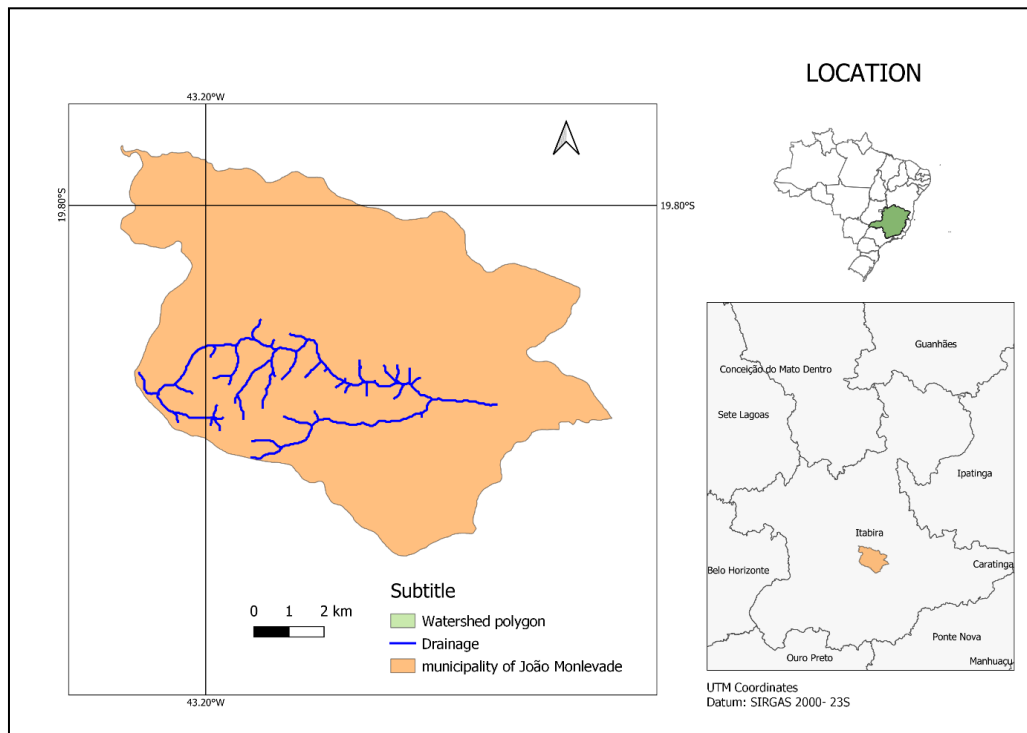 LOCATION
43.20°W
19.80°S
19.80°S
Guanhães
Conceição do Mato Dentro
Sete Lagoas
Ipatinga
Itabira
Belo Horizonte
Caratinga
Ponte Nova
Ouro Preto
Manhuaçu
Subtitle
0 1 2 km
Watershed polygon
Drainage
municipality of João Monlevade
43.20°W
UTM Coordinates
Datum: SIRGAS 2000- 23S